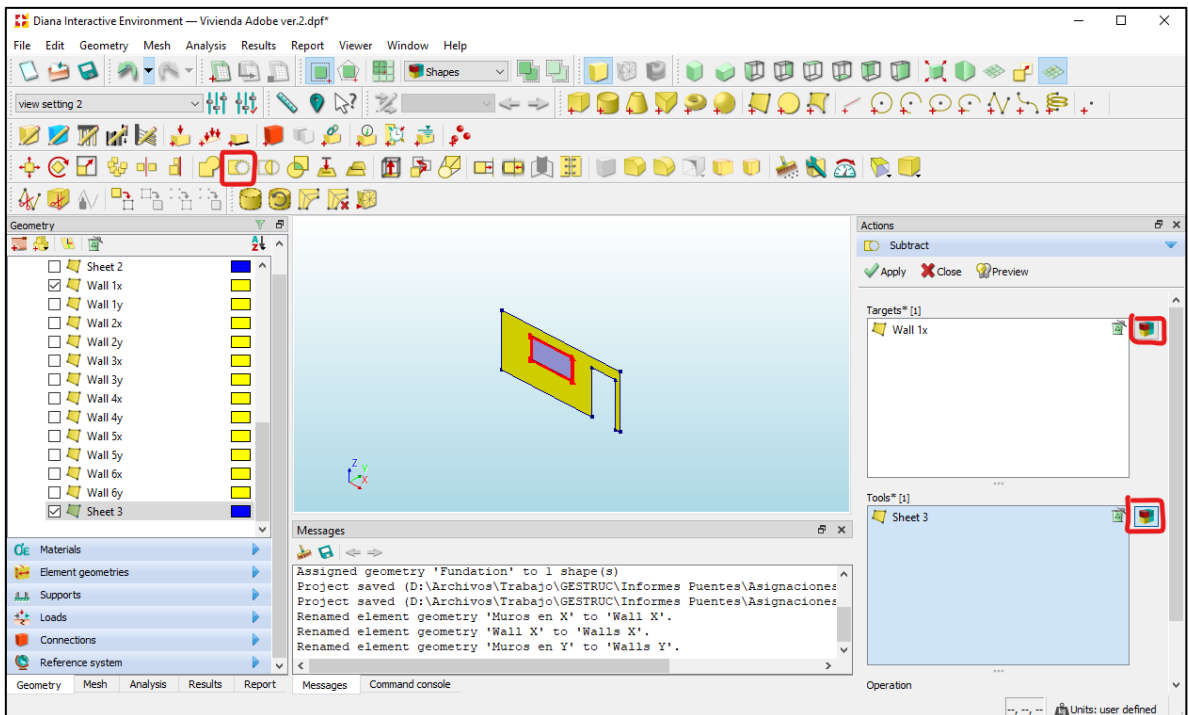 Diana Interactive Environment — Vivienda Adobe ver.2.dpf*
File Edit Geometry Mesh Analysis Results Report Viewer Window Help
Shapes
view setting 2
Geometry
Sheet 2
Wall 1x
Wall 1y
Wall 2x
Wall 2y
Wall 3x
Wall 3y
Wall 4x
Wall 4y
Wall 5x
Wall 5y
Wall 6x
Wall 6y
Sheet 3
Materials
Element geometries
Supports
Loads
Connections
Reference system
Geometry Mesh Analysis Results Report
Z Y X
Messages
Assigned geometry 'Fundation' to 1 shape(s)
Project saved (D:\Archivos\Trabajo\GESTRUC\Informes Puentes\Asignaciones
Project saved (D:\Archivos\Trabajo\GESTRUC\Informes Puentes\Asignaciones
Renamed element geometry 'Muros en X' to 'Wall X'.
Renamed element geometry 'Wall X' to 'Walls X'.
Renamed element geometry 'Muros en Y' to 'Walls Y'.
Messages Command console
Actions
Subtract
Apply Close Preview
Targets* [1]
Wall 1x
Tools* [1]
Sheet 3
Operation
--, --, -- Units: user defined